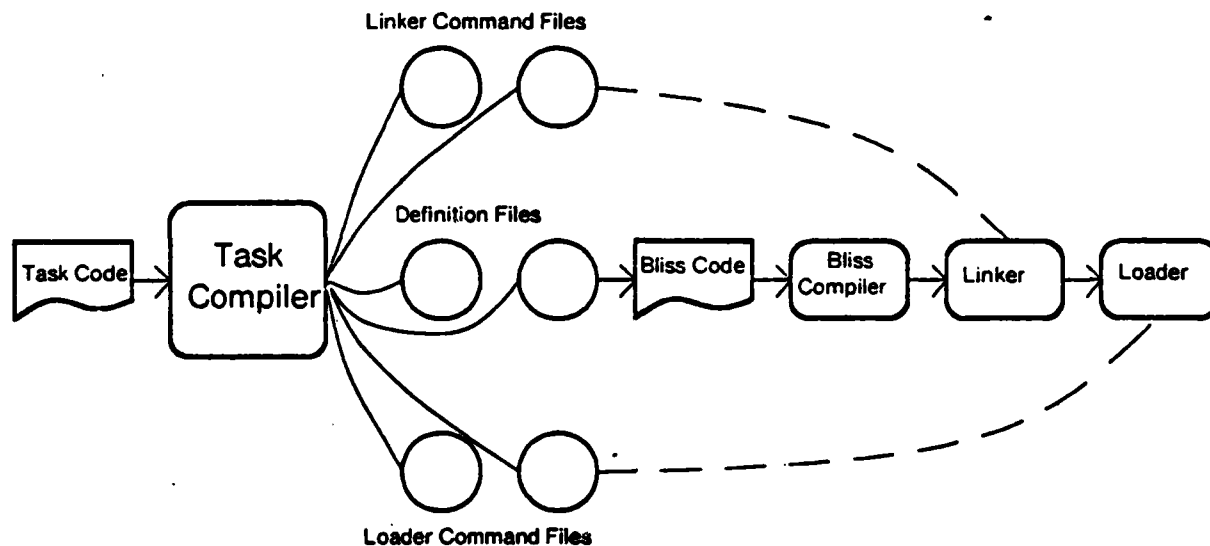 Linker Command Files
Definition Files
Task Code
Task
Compiler
Bliss Code
Bliss
Compiler
Linker
Loader
Loader Command Files